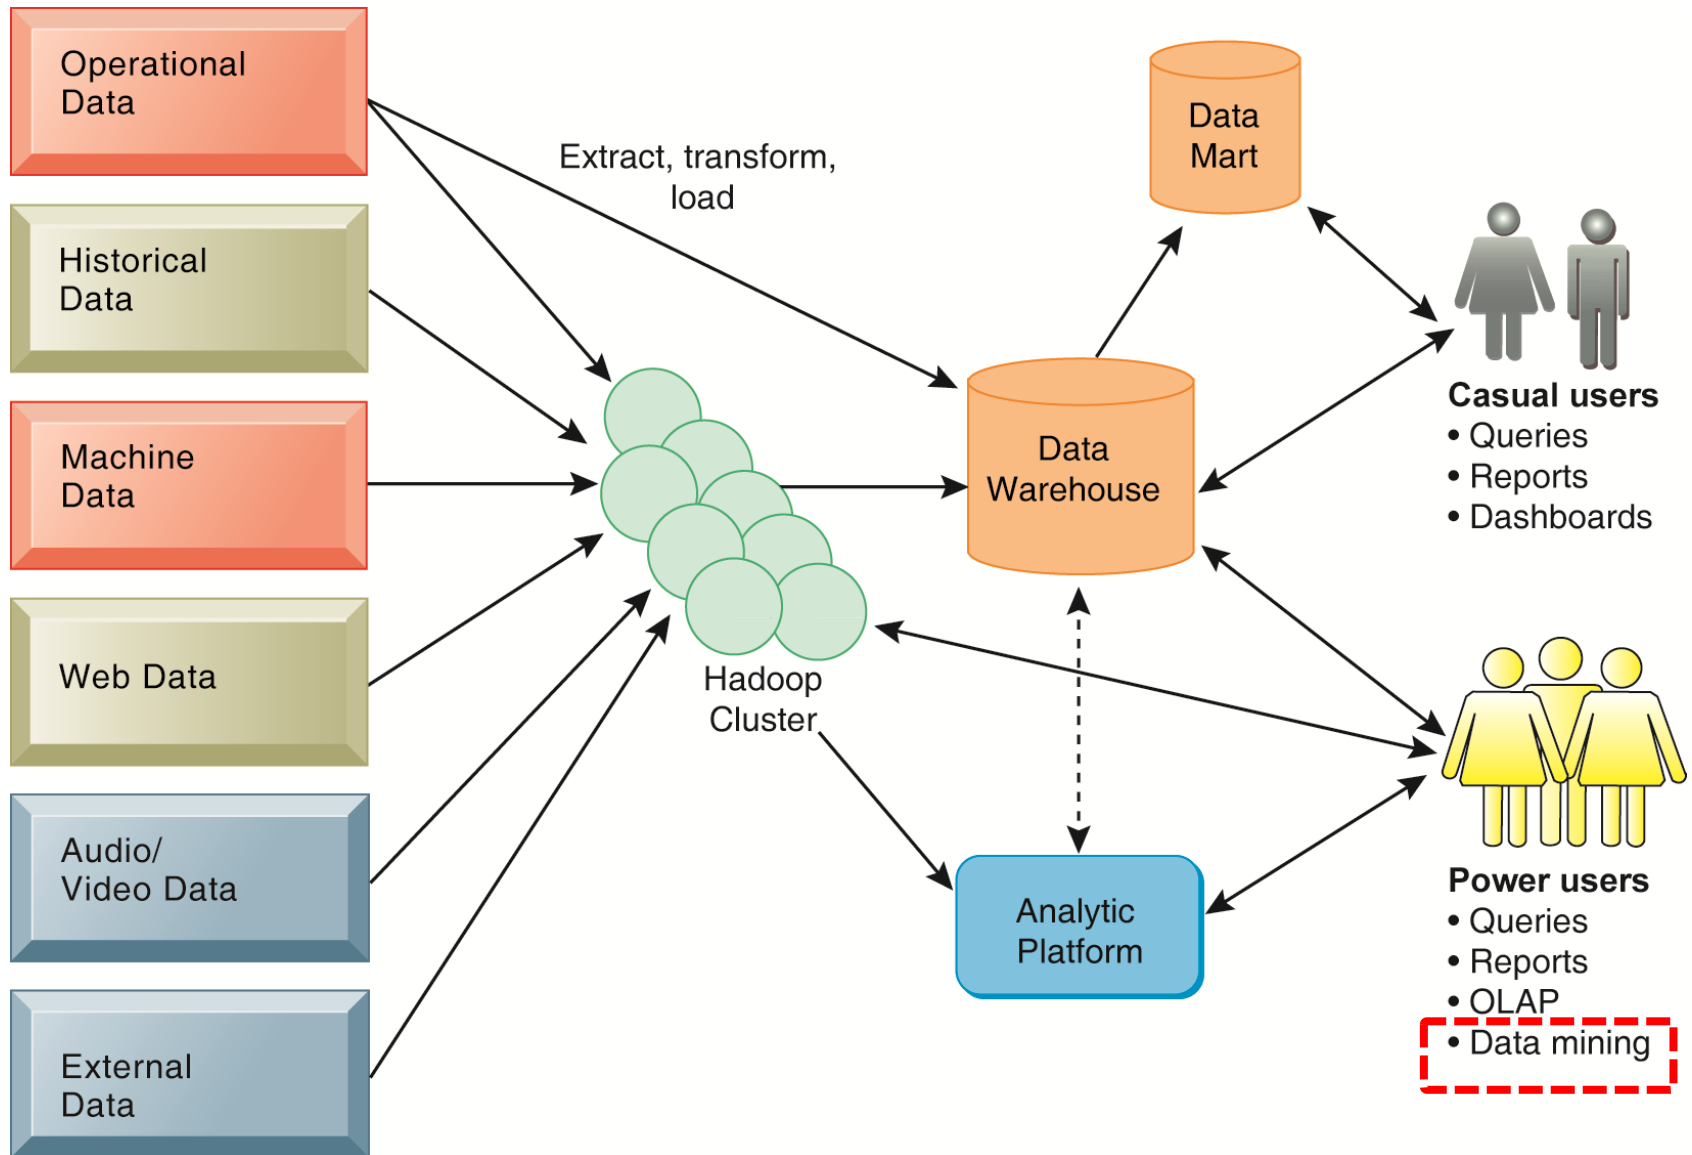 Operational
Data
Historical
Data
Machine
Data
Web Data
Audio/
Video Data
External
Data
Extract, transform,
load
Hadoop
Cluster
Data
Mart
Data
Warehouse
Analytic
Platform
Casual users
• Queries
• Reports
• Dashboards
Power users
• Queries
• Reports
• OLAP
• Data mining